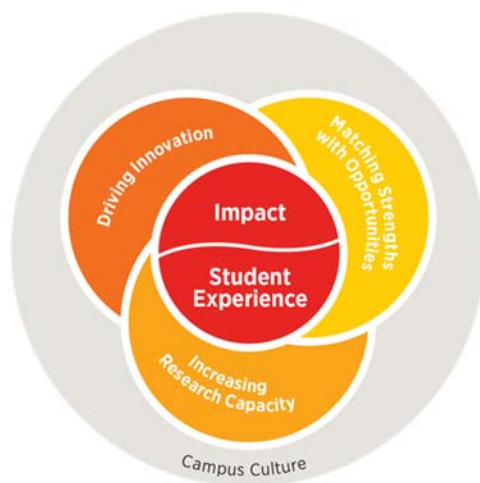 Driving Innovation
Matching Strengths
with Opportunities
Impact
Student
Experience
Increasing
Research Capacity
Campus Culture